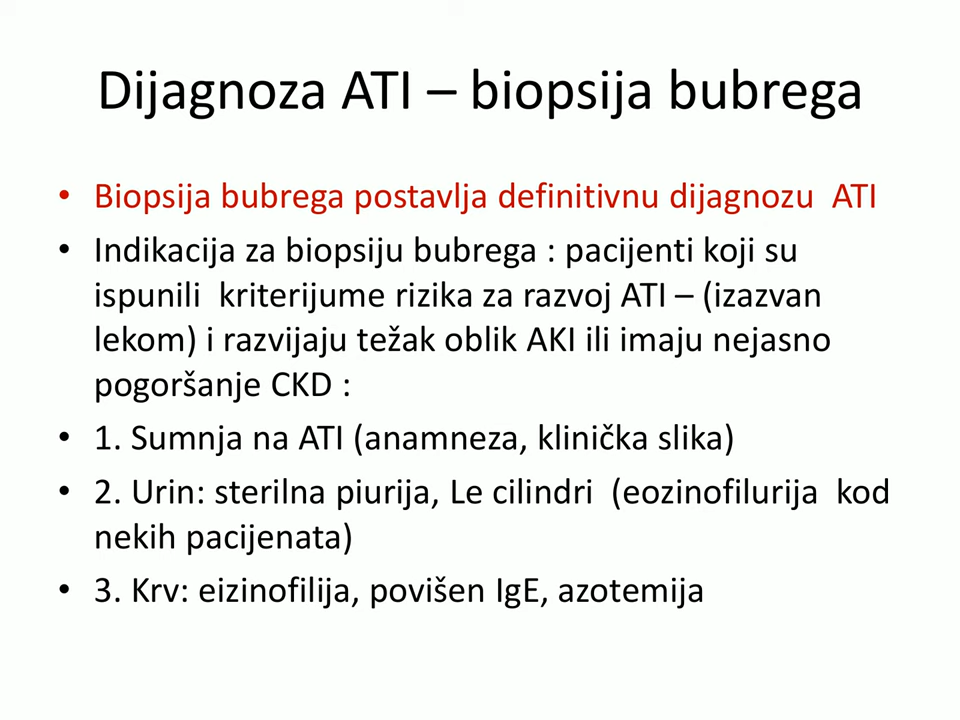 Dijagnoza ATI – biopsija bubrega
• Biopsija bubrega postavlja definitivnu dijagnozu  ATI
• Indikacija za biopsiju bubrega : pacijenti koji su
ispunili  kriterijume rizika za razvoj ATI – (izazvan
lekom) i razvijaju težak oblik AKI ili imaju nejasno
pogoršanje CKD :
• 1. Sumnja na ATI (anamneza, klinička slika)
• 2. Urin: sterilna piurija, Le cilindri  (eozinofilurija  kod
nekih pacijenata)
• 3. Krv: eizinofilija, povišen IgE, azotemija